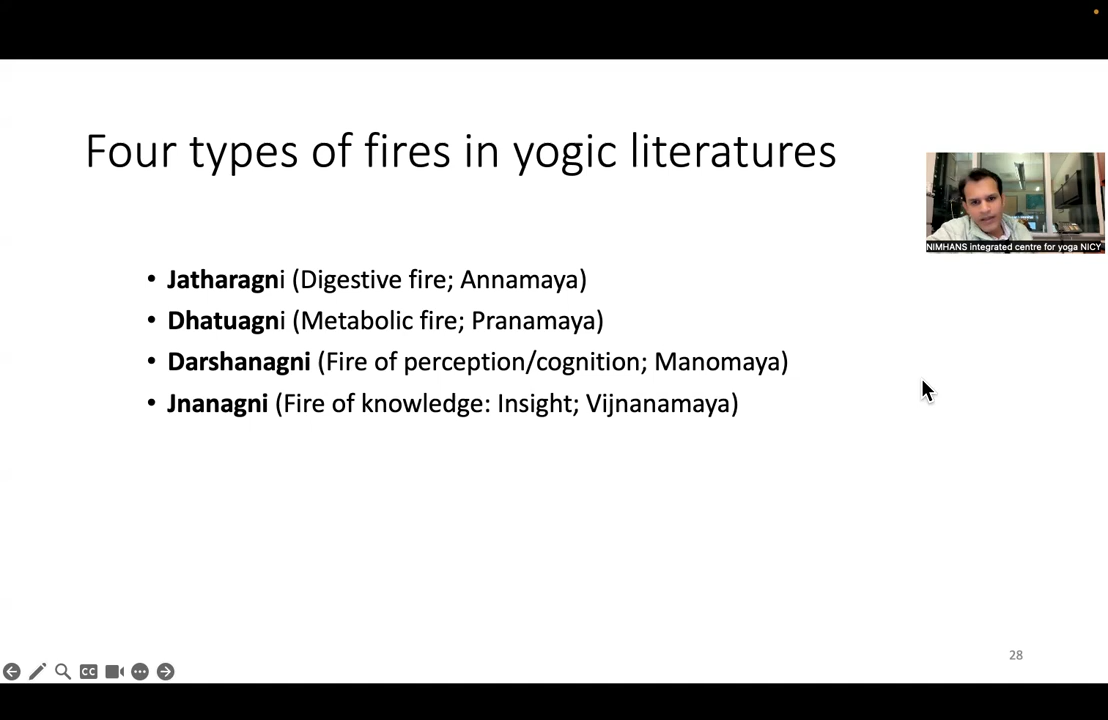 Four types of fires in yogic literatures
NIMHANS integrated centre for yoga NICY
• Jatharagni (Digestive fire; Annamaya)
• Dhatuagni (Metabolic fire; Pranamaya)
• Darshanagni (Fire of perception/cognition; Manomaya)
• Jnanagni (Fire of knowledge: Insight; Vijnanamaya)
28
CC